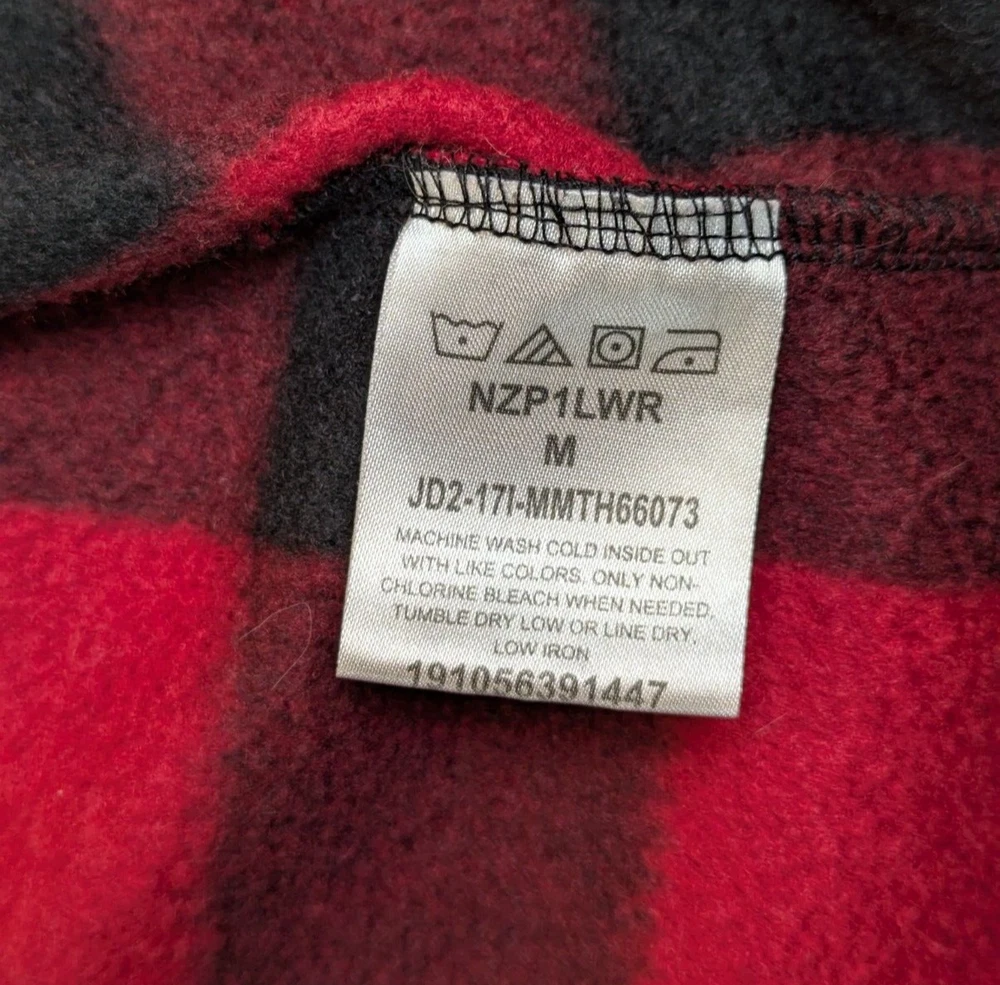 NZP1LWR
M
JD2-17I-MMTH66073
MACHINE WASH COLD INSIDE OUT
WITH LIKE COLORS. ONLY NON-
CHLORINE BLEACH WHEN NEEDED.
TUMBLE DRY LOW OR LINE DRY.
LOW IRON
191056391447